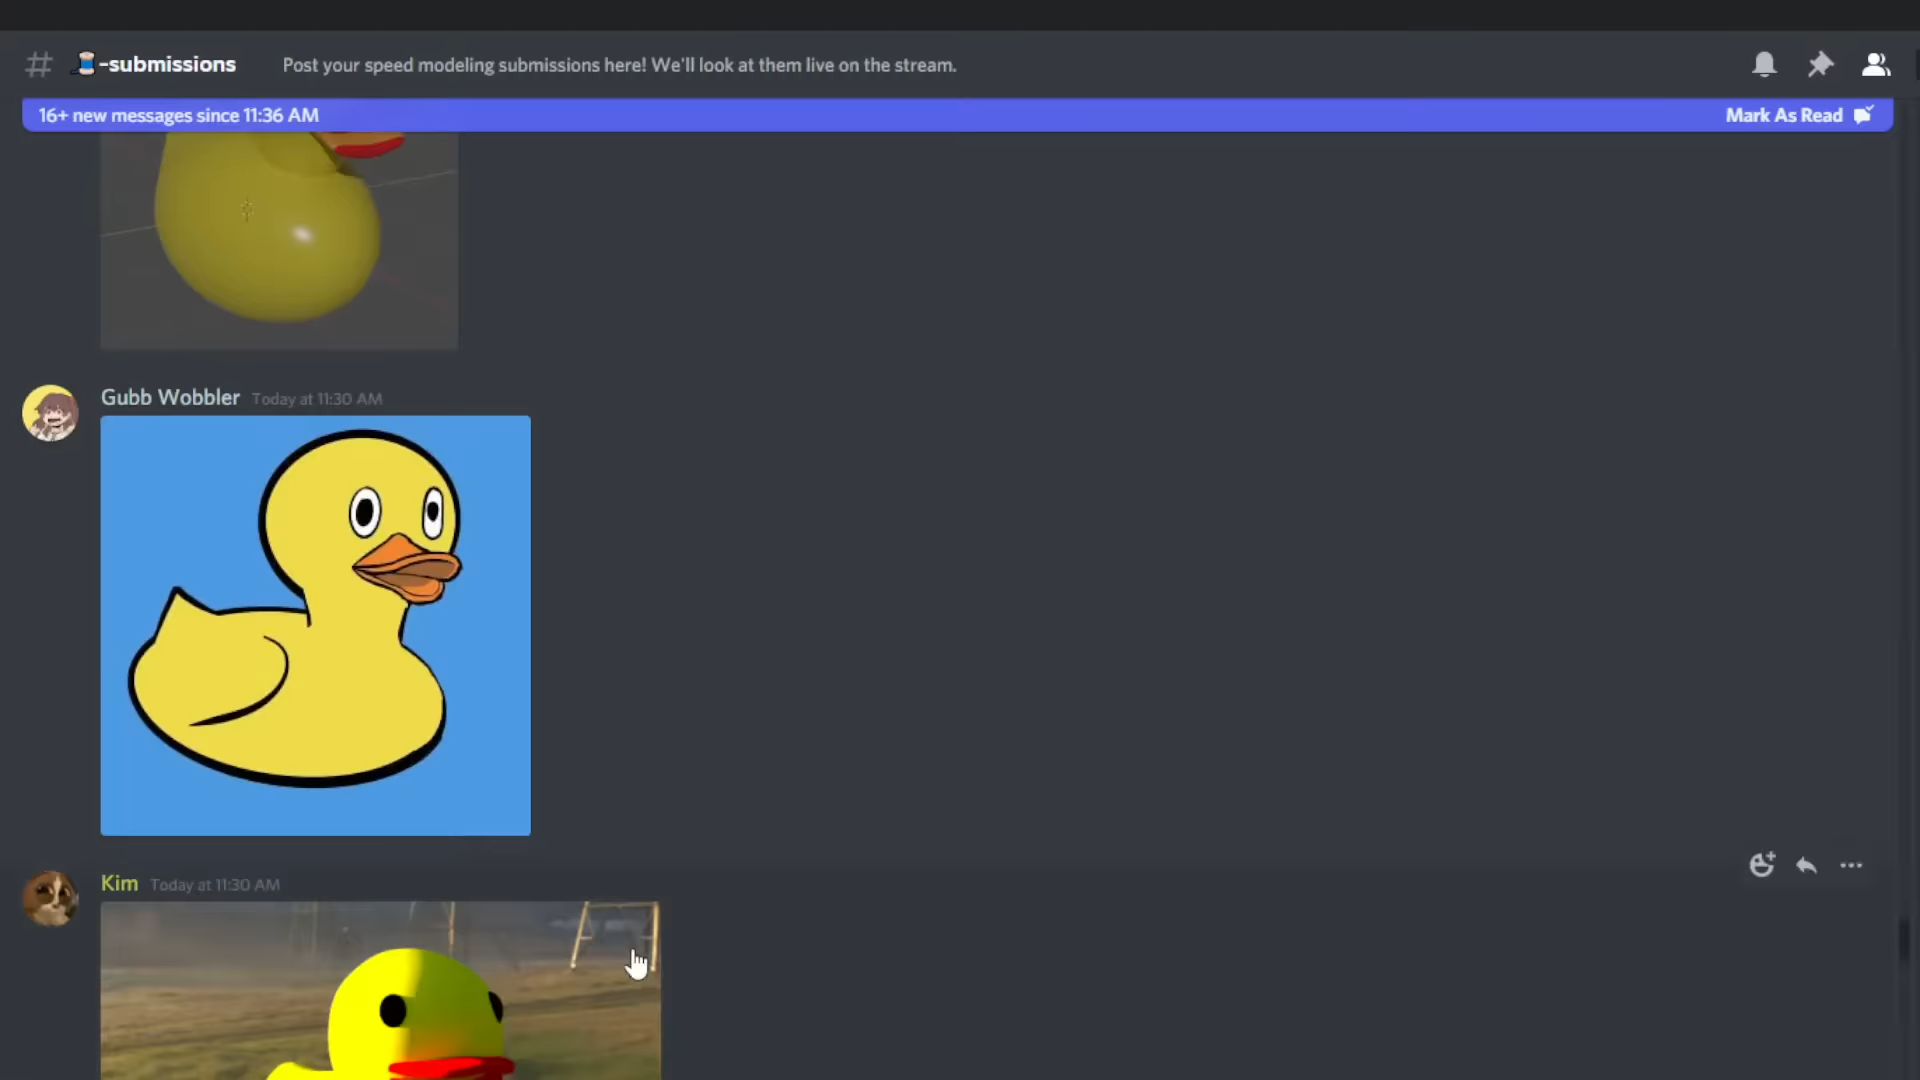 -submissions
Post your speed modeling submissions here! We'll look at them live on the stream.
16+ new messages since 11:36 AM
Mark As Read
Gubb Wobbler Today at 11:30 AM
Kim Today at 11:30 AM